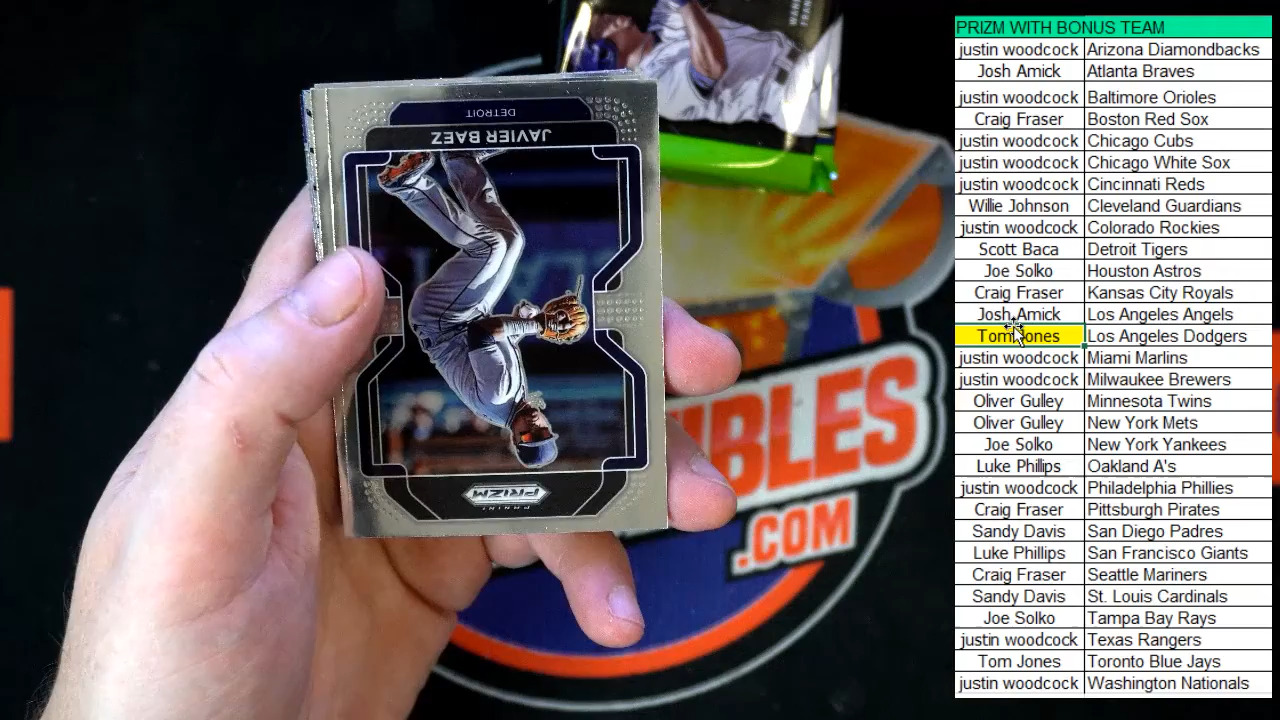 DETROIT
JAVIER BAEZ
PRIZM
PANINI
BLES
.COM
PRIZM WITH BONUS TEAM
justin woodcock Arizona Diamondbacks
Josh Amick Atlanta Braves
justin woodcock Baltimore Orioles
Craig Fraser Boston Red Sox
justin woodcock Chicago Cubs
justin woodcock Chicago White Sox
justin woodcock Cincinnati Reds
Willie Johnson Cleveland Guardians
justin woodcock Colorado Rockies
Scott Baca Detroit Tigers
Joe Solko Houston Astros
Craig Fraser Kansas City Royals
Josh Amick Los Angeles Angels
Tom Jones Los Angeles Dodgers
justin woodcock Miami Marlins
justin woodcock Milwaukee Brewers
Oliver Gulley Minnesota Twins
Oliver Gulley New York Mets
Joe Solko New York Yankees
Luke Phillips Oakland A's
justin woodcock Philadelphia Phillies
Craig Fraser Pittsburgh Pirates
Sandy Davis San Diego Padres
Luke Phillips San Francisco Giants
Craig Fraser Seattle Mariners
Sandy Davis St. Louis Cardinals
Joe Solko Tampa Bay Rays
justin woodcock Texas Rangers
Tom Jones Toronto Blue Jays
justin woodcock Washington Nationals